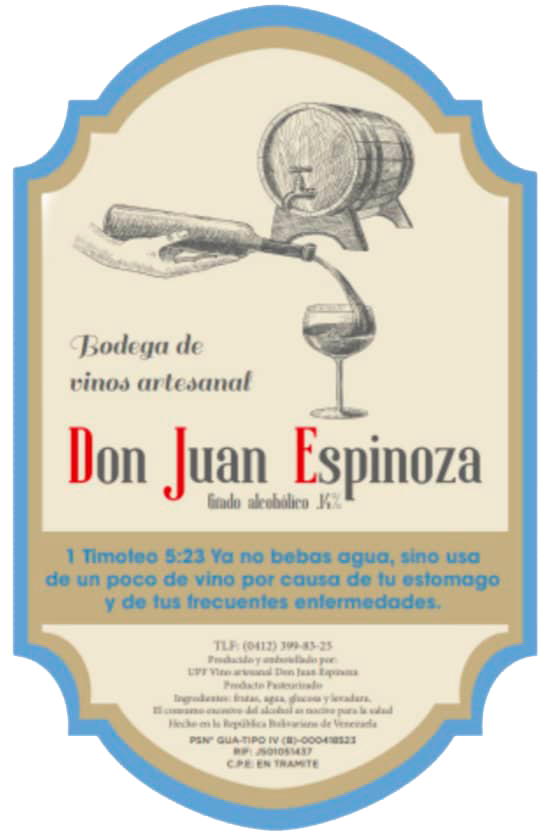 Bodega de
vinos artesanal
Don Juan Espinoza
Grado alcohólico .14%
1 Timoteo 5:23 Ya no bebas agua, sino usa
de un poco de vino por causa de tu estomago
y de tus frecuentes enfermedades.
TLF: (0412) 399-83-25
Producido y embotellado por:
UPF Vino artesanal Don Juan Espinoza
Producto Pasteurizado
Ingredientes: frutas, agua, glucosa y levadura.
El consumo excesivo del alcohol es nocivo para la salud
Hecho en la República Bolivariana de Venezuela
PSN° GUA-TIPO IV (B)-000418523
RIF: J501051437
C.P.E: EN TRAMITE